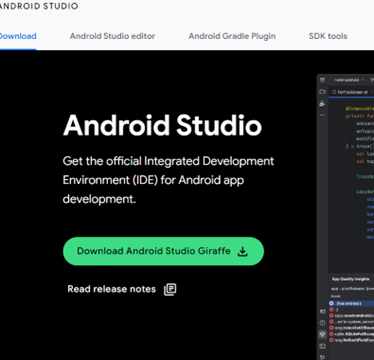 ANDROID STUDIO
Download
Android Studio editor
Android Gradle Plugin
SDK tools
Android Studio
Get the official Integrated Development
Environment (IDE) for Android app
development.
Download Android Studio Giraffe
Read release notes
App Quality Insights